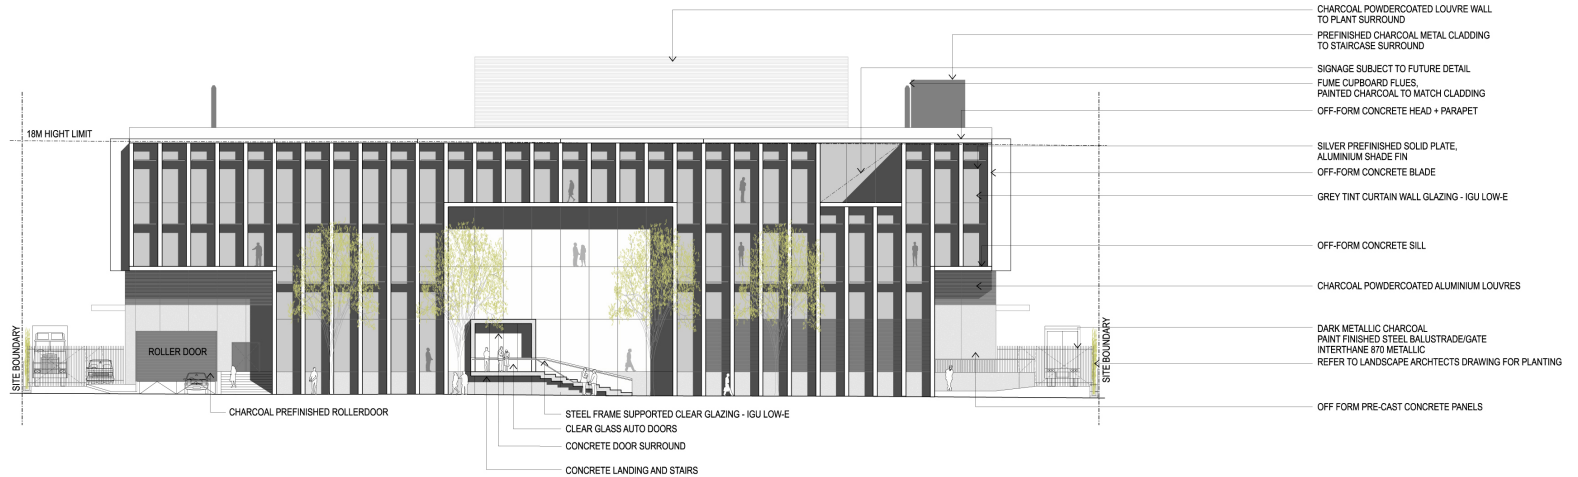 CHARCOAL POWDERCOATED LOUVRE WALL
TO PLANT SURROUND
PREFINISHED CHARCOAL METAL CLADDING
TO STAIRCASE SURROUND
SIGNAGE SUBJECT TO FUTURE DETAIL
FUME CUPBOARD FLUES,
PAINTED CHARCOAL TO MATCH CLADDING
OFF-FORM CONCRETE HEAD + PARAPET
18M HIGHT LIMIT
SILVER PREFINISHED SOLID PLATE,
ALUMINIUM SHADE FIN
OFF-FORM CONCRETE BLADE
GREY TINT CURTAIN WALL GLAZING - IGU LOW-E
OFF-FORM CONCRETE SILL
CHARCOAL POWDERCOATED ALUMINIUM LOUVRES
DARK METALLIC CHARCOAL
PAINT FINISHED STEEL BALUSTRADE/GATE
INTERTHANE 870 METALLIC
REFER TO LANDSCAPE ARCHITECTS DRAWING FOR PLANTING
SITE BOUNDARY
ROLLER DOOR
SITE BOUNDARY
OFF FORM PRE-CAST CONCRETE PANELS
CHARCOAL PREFINISHED ROLLERDOOR
STEEL FRAME SUPPORTED CLEAR GLAZING - IGU LOW-E
CLEAR GLASS AUTO DOORS
CONCRETE DOOR SURROUND
CONCRETE LANDING AND STAIRS